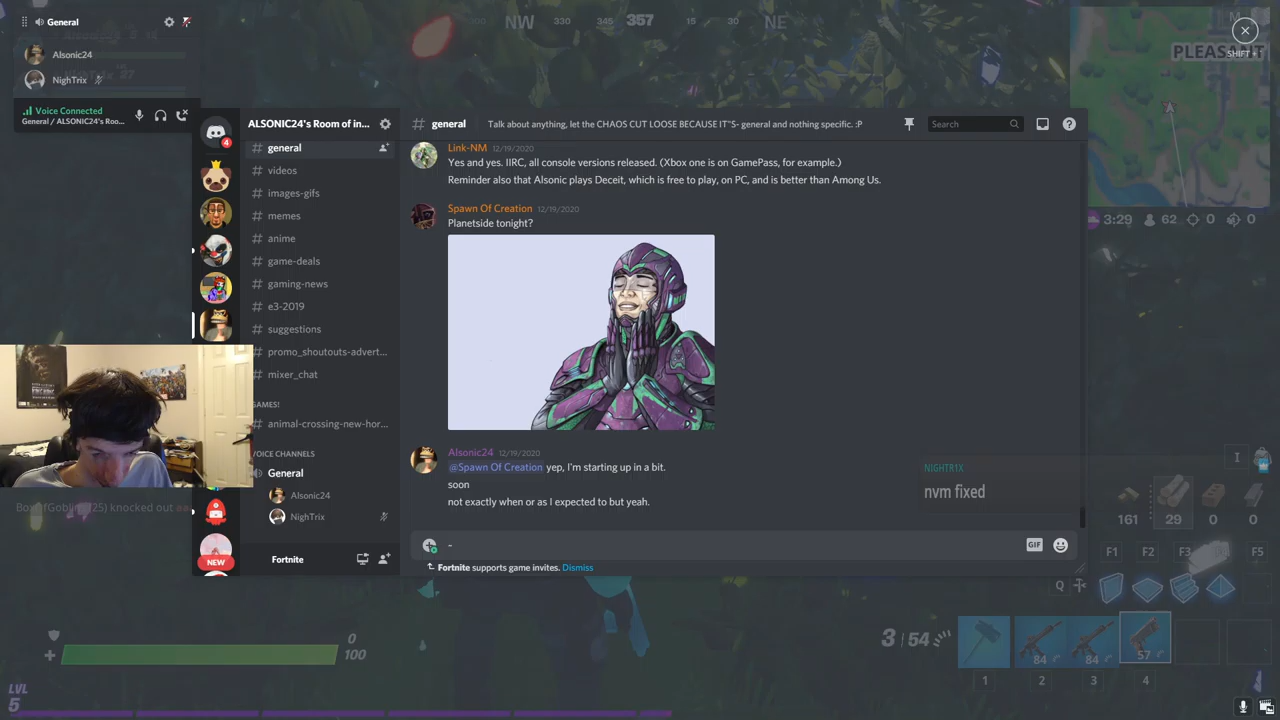 General
Alsonic24
NighTrix
Voice Connected
General / ALSONIC24's Roo...
NW 330 345 357 15 30 NE
PLEASANT
SHIFT +
3:29 62 0 0
4
NEW
ALSONIC24's Room of in...
general
videos
images-gifs
memes
anime
game-deals
gaming-news
e3-2019
suggestions
promo_shoutouts-advert...
mixer_chat
GAMES!
animal-crossing-new-hor...
VOICE CHANNELS
General
Alsonic24
NighTrix
Fortnite
general Talk about anything, let the CHAOS CUT LOOSE BECAUSE IT"S- general and nothing specific. :P
Search
Link-NM 12/19/2020
Yes and yes. IIRC, all console versions released. (Xbox one is on GamePass, for example.)
Reminder also that Alsonic plays Deceit, which is free to play, on PC, and is better than Among Us.
Spawn Of Creation 12/19/2020
Planetside tonight?
Alsonic24 12/19/2020
@Spawn Of Creation yep, I'm starting up in a bit.
soon
not exactly when or as I expected to but yeah.
-
GIF
Fortnite supports game invites. Dismiss
NIGHTR1X
nvm fixed
knocked out
I
161 29 0 0
F1 F2 F3 F5
Q
0
100
3 / 54
84 84 57
1 2 3 4
LVL
5